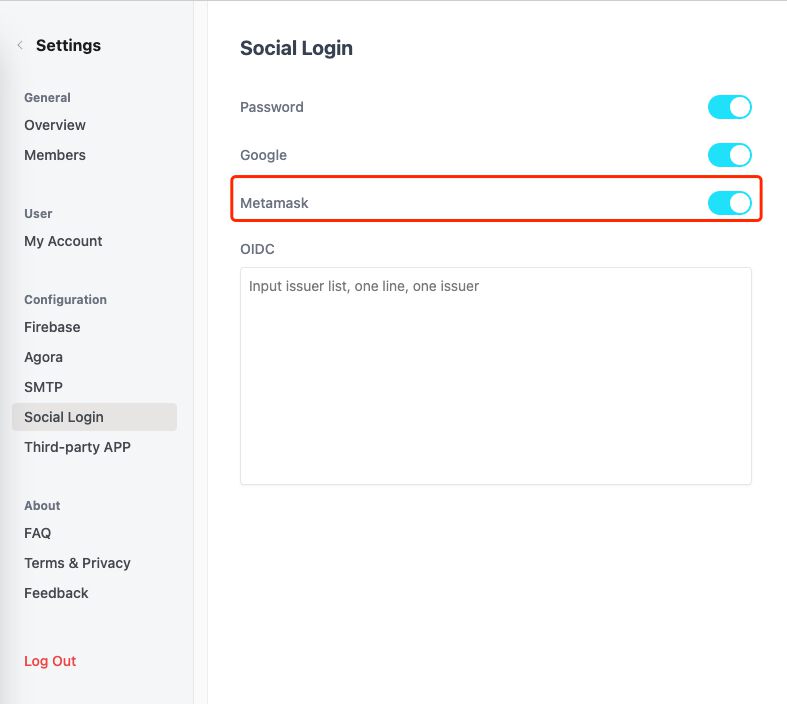 Settings
General
Overview
Members
User
My Account
Configuration
Firebase
Agora
SMTP
Social Login
Third-party APP
About
FAQ
Terms & Privacy
Feedback
Log Out
Social Login
Password
Google
Metamask
OIDC
Input issuer list, one line, one issuer